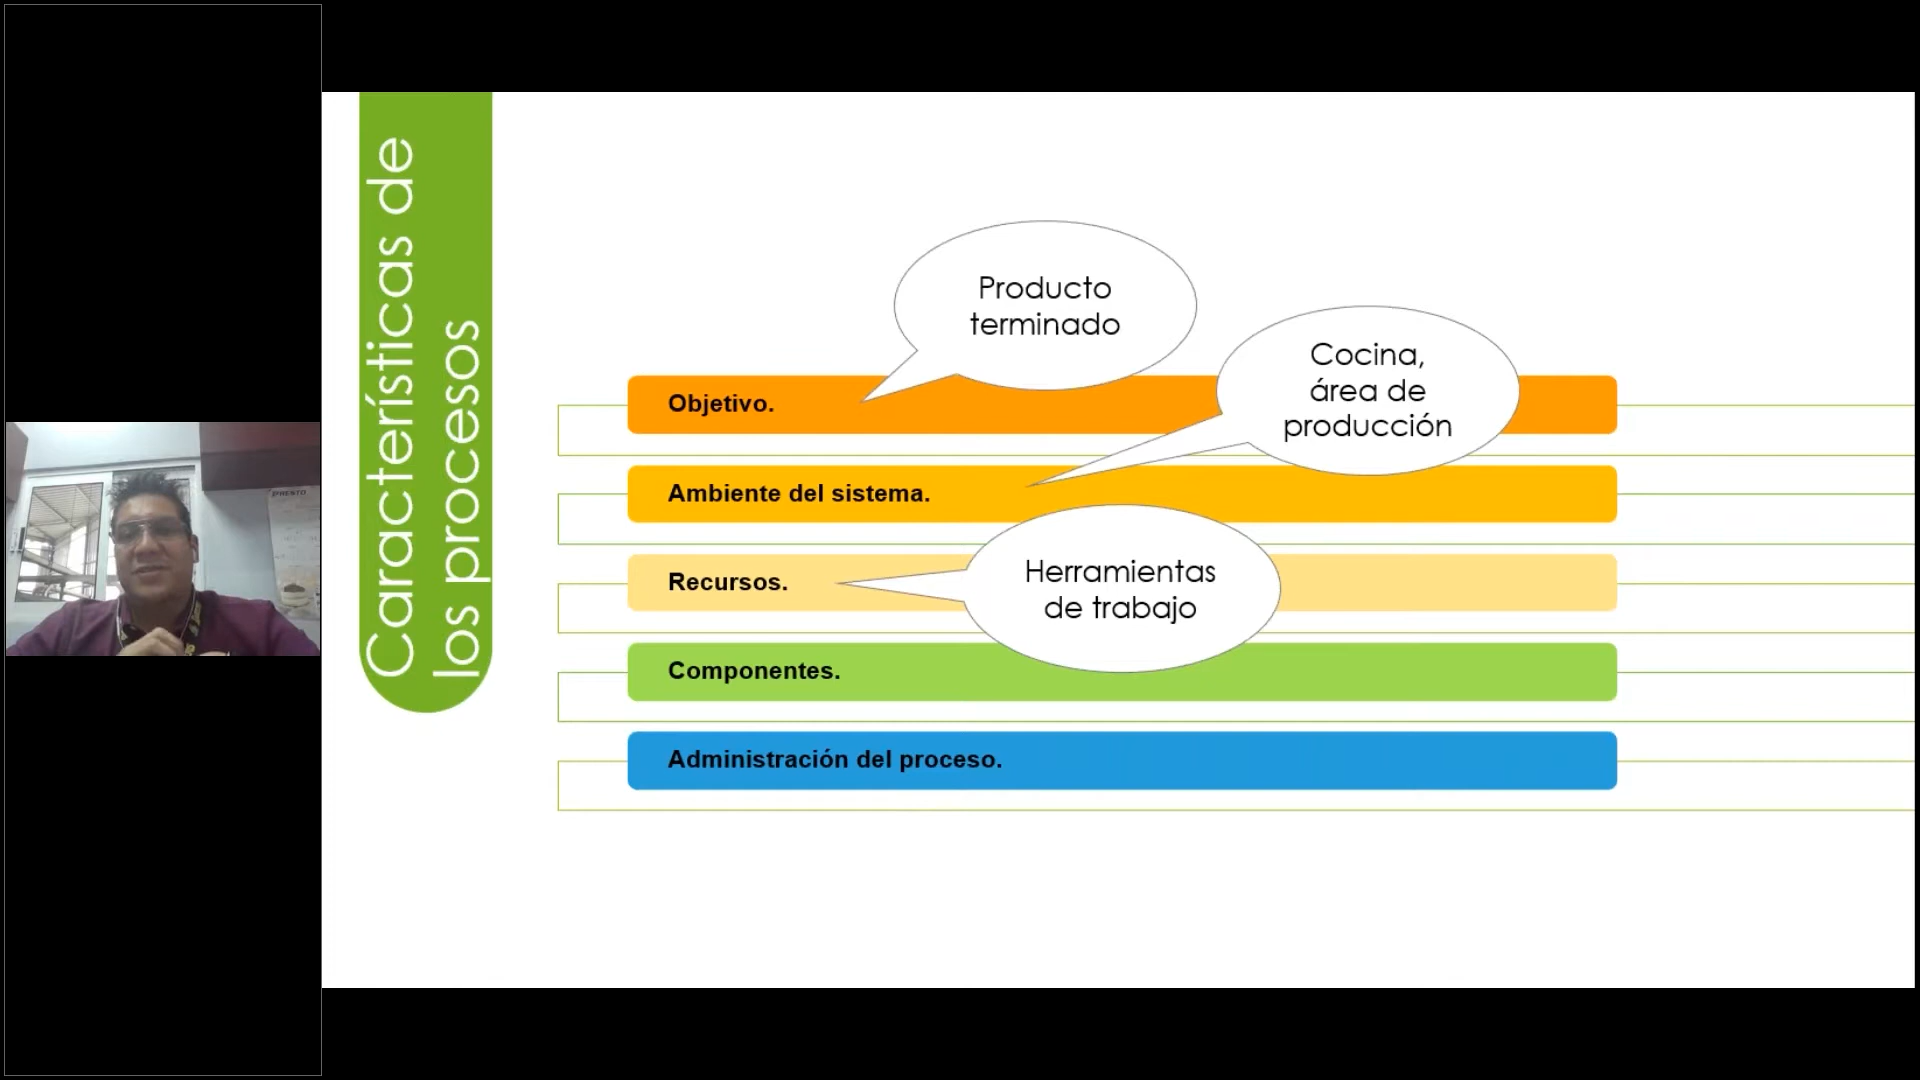 Características de
los procesos
Producto
terminado
Cocina,
área de
producción
Objetivo.
Ambiente del sistema.
Herramientas
de trabajo
Recursos.
Componentes.
Administración del proceso.
PRESTO